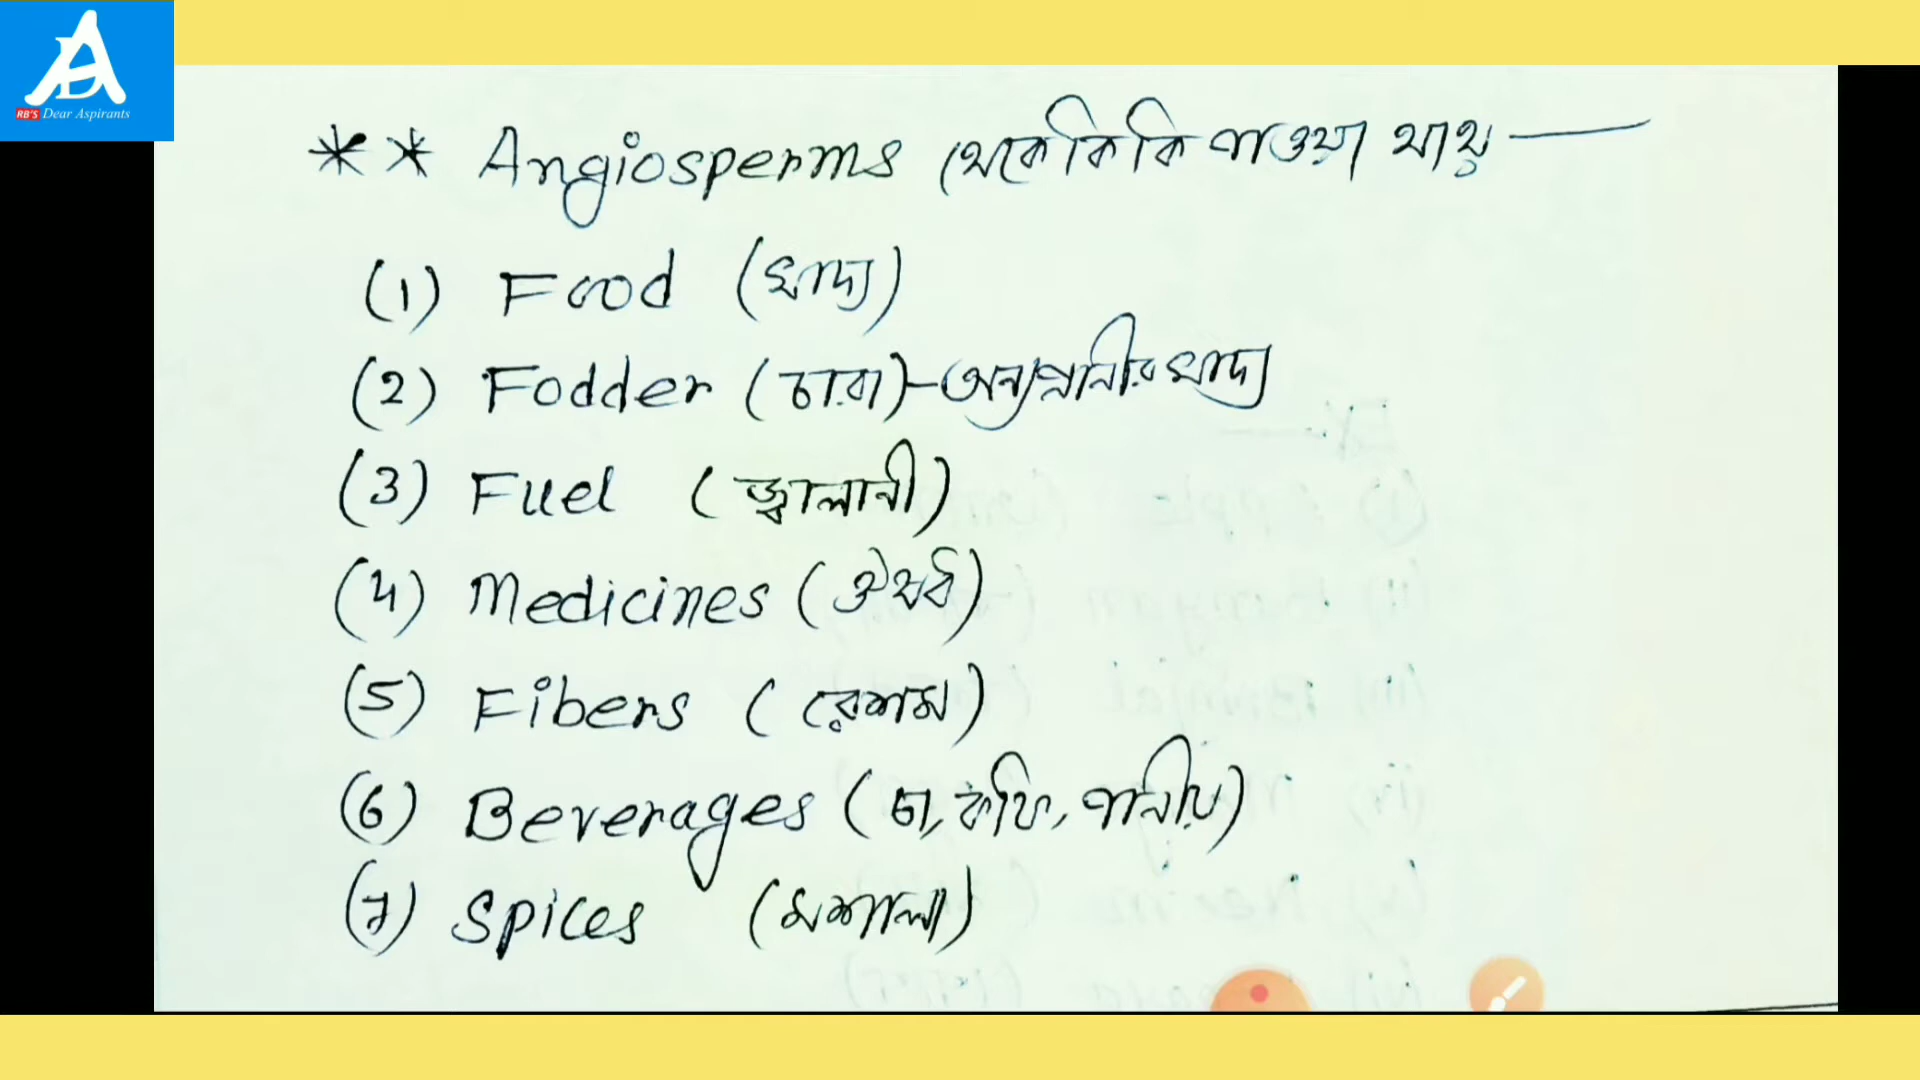 RB'S Dear Aspirants
** Angiosperms থেকে কি কি পাওয়া যায় —
(1) Food (খাদ্য)
(2) Fodder (চারা) - অন্যপ্রানীর খাদ্য
(3) Fuel (জ্বালানী)
(4) Medicines (ঔষধ)
(5) Fibers (রেশম)
(6) Beverages (চা, কফি, পানীয়)
(7) Spices (মশালা)